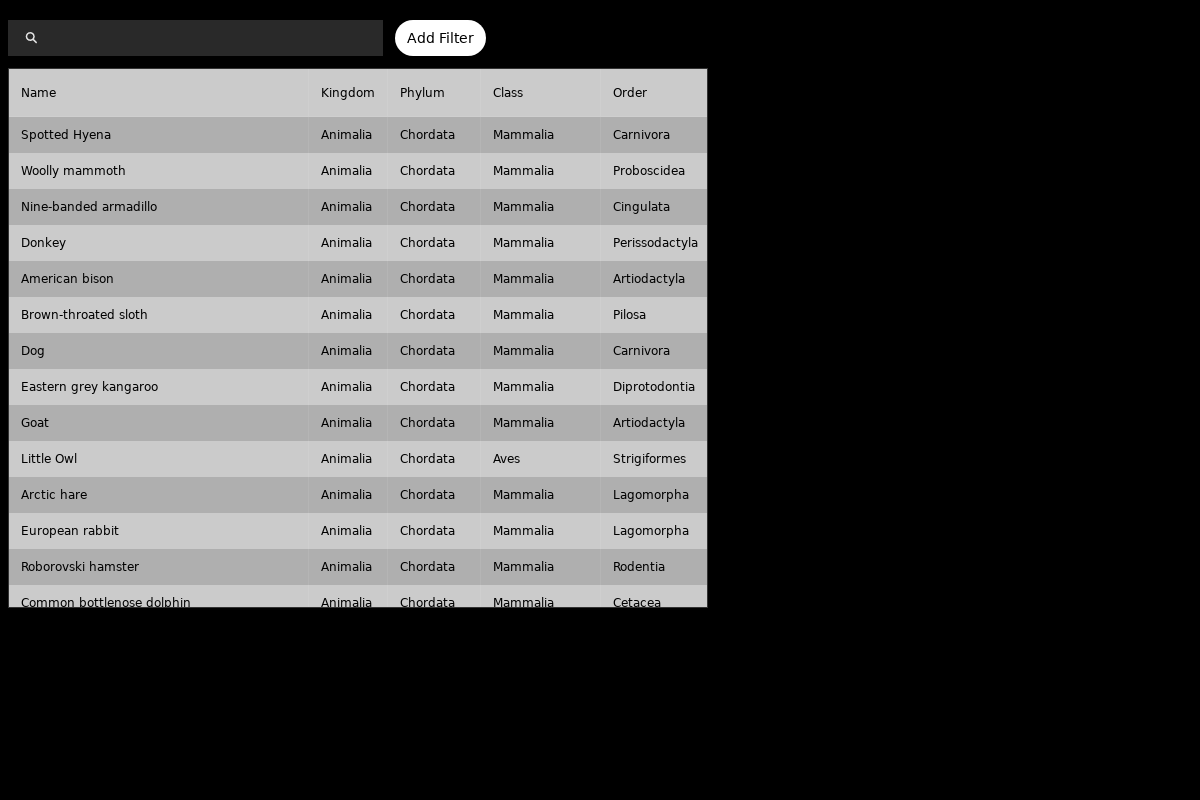 Add Filter
Name Kingdom Phylum Class Order
Spotted Hyena Animalia Chordata Mammalia Carnivora
Woolly mammoth Animalia Chordata Mammalia Proboscidea
Nine-banded armadillo Animalia Chordata Mammalia Cingulata
Donkey Animalia Chordata Mammalia Perissodactyla
American bison Animalia Chordata Mammalia Artiodactyla
Brown-throated sloth Animalia Chordata Mammalia Pilosa
Dog Animalia Chordata Mammalia Carnivora
Eastern grey kangaroo Animalia Chordata Mammalia Diprotodontia
Goat Animalia Chordata Mammalia Artiodactyla
Little Owl Animalia Chordata Aves Strigiformes
Arctic hare Animalia Chordata Mammalia Lagomorpha
European rabbit Animalia Chordata Mammalia Lagomorpha
Roborovski hamster Animalia Chordata Mammalia Rodentia
Common bottlenose dolphin Animalia Chordata Mammalia Cetacea